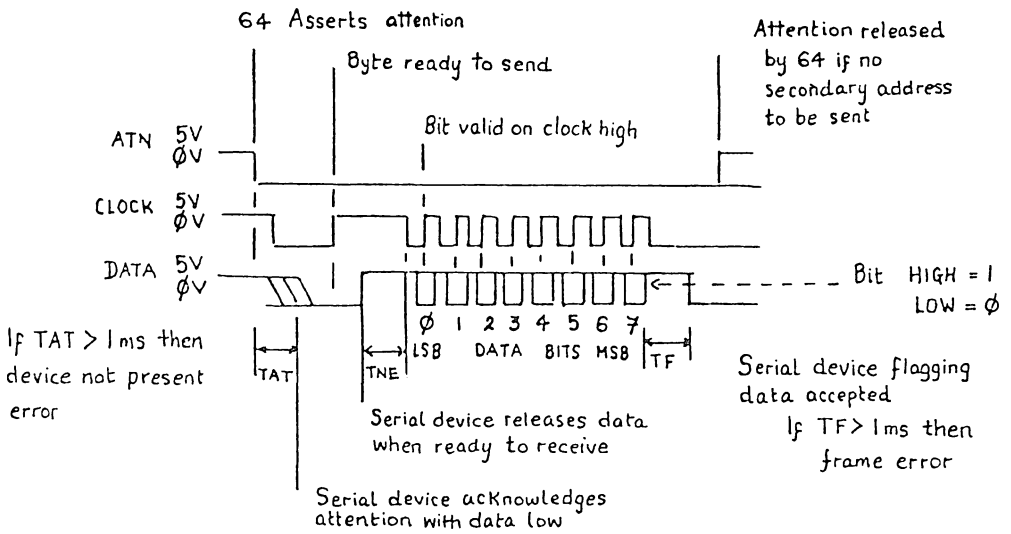 64 Asserts attention
Byte ready to send
Bit valid on clock high
Attention released
by 64 if no
secondary address
to be sent
ATN 5V
ØV
CLOCK 5V
ØV
DATA 5V
ØV
Bit HIGH = 1
LOW = Ø
Ø 1 2 3 4 5 6 7
LSB DATA BITS MSB
TAT
TNE
TF
If TAT > 1ms then
device not present
error
Serial device releases data
when ready to receive
Serial device flagging
data accepted
If TF > 1ms then
frame error
Serial device acknowledges
attention with data low